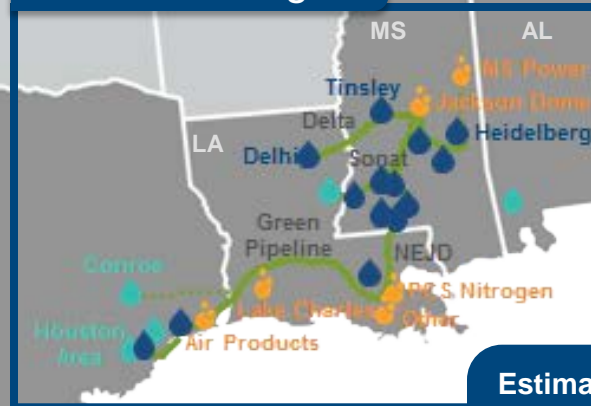 MS
AL
MS Power
Tinsley
Jackson Dome
Delta
Heidelberg
LA
Delhi
Sonat
Green
Pipeline
NEJD
Conroe
PCS Nitrogen
Lake Charles
Other
Houston
Area
Air Products
Estima